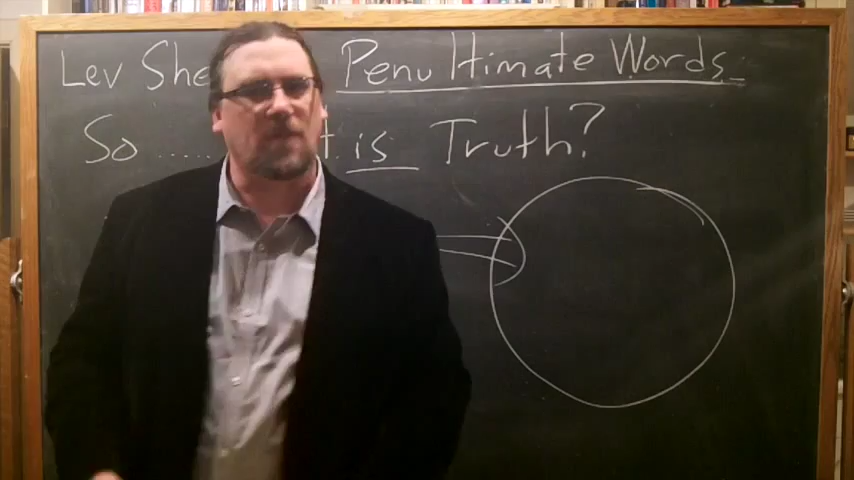 Lev She Penultimate Words
So ..... t is Truth?